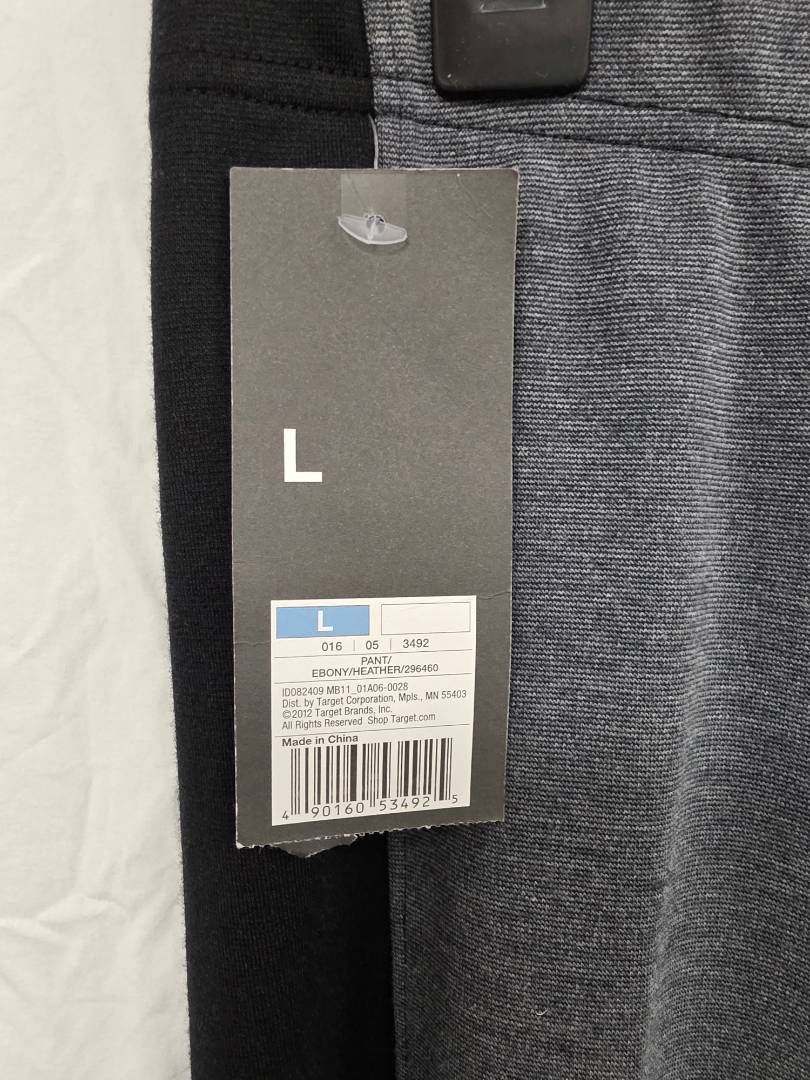 L
L
016 | 05 | 3492
PANT/
EBONY/HEATHER/296460
ID082409 MB11_01A06-0028
Dist. by Target Corporation, Mpls., MN 55403
©2012 Target Brands, Inc.
All Rights Reserved Shop Target.com
Made in China
4 90160 53492 5